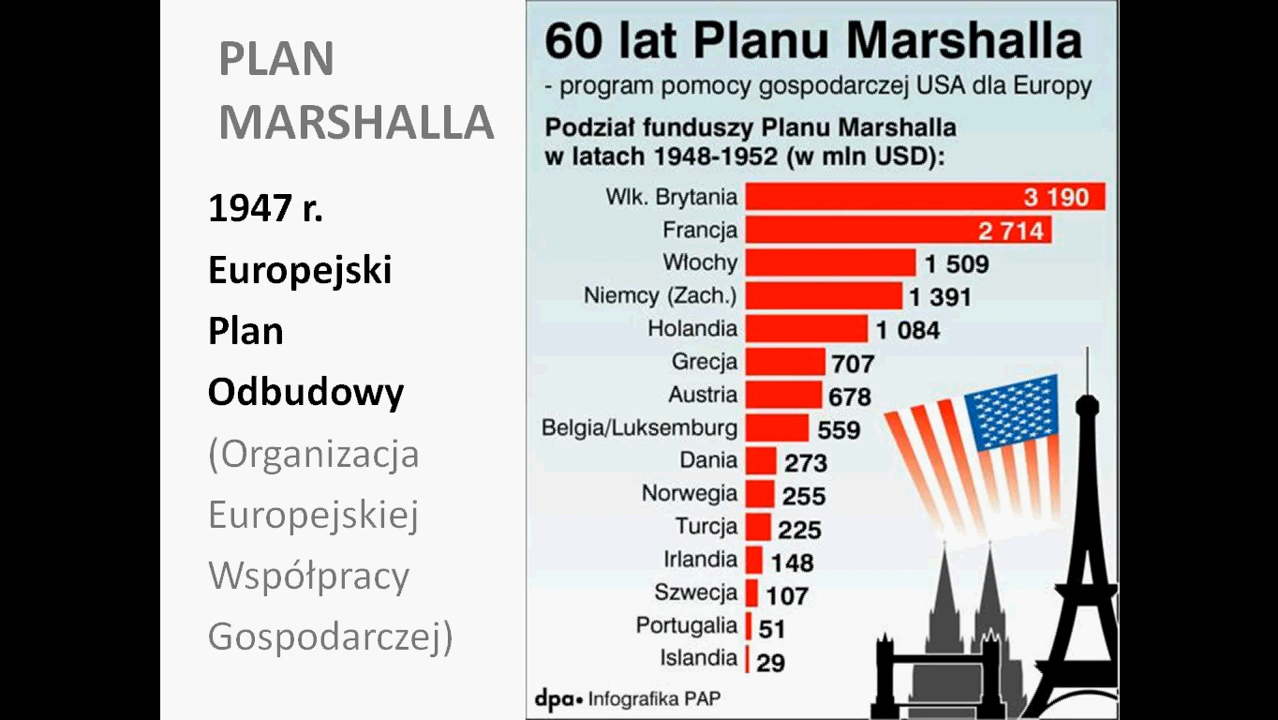 PLAN
MARSHALLA
1947 r.
Europejski
Plan
Odbudowy
(Organizacja
Europejskiej
Współpracy
Gospodarczej)
60 lat Planu Marshalla
- program pomocy gospodarczej USA dla Europy
Podział funduszy Planu Marshalla
w latach 1948-1952 (w mln USD):
Wlk. Brytania 3 190
Francja 2 714
Włochy 1 509
Niemcy (Zach.) 1 391
Holandia 1 084
Grecja 707
Austria 678
Belgia/Luksemburg 559
Dania 273
Norwegia 255
Turcja 225
Irlandia 148
Szwecja 107
Portugalia 51
Islandia 29
dpa• Infografika PAP